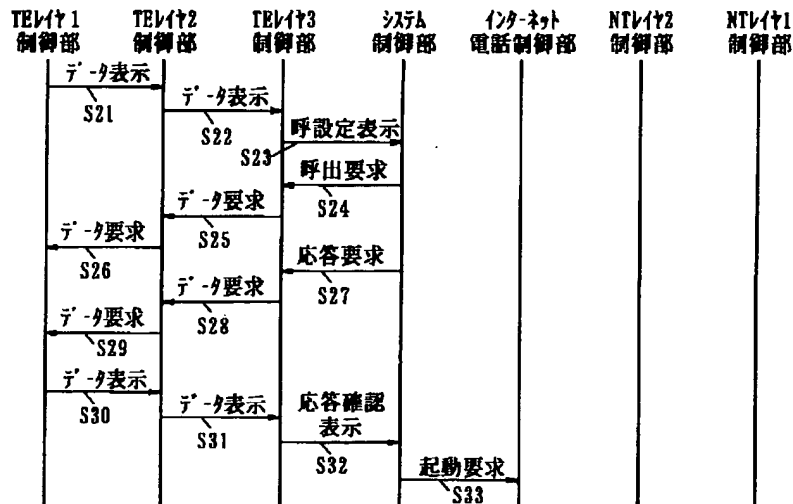 TEﾚｲﾔ1
制御部
TEﾚｲﾔ2
制御部
TEﾚｲﾔ3
制御部
ｼｽﾃﾑ
制御部
ｲﾝﾀｰﾈｯﾄ
電話制御部
NTﾚｲﾔ2
制御部
NTﾚｲﾔ1
制御部
ﾃﾞｰﾀ表示
S21
ﾃﾞｰﾀ表示
S22
呼設定表示
S23
呼出要求
S24
ﾃﾞｰﾀ要求
S25
ﾃﾞｰﾀ要求
S26
応答要求
S27
ﾃﾞｰﾀ要求
S28
ﾃﾞｰﾀ要求
S29
ﾃﾞｰﾀ表示
S30
ﾃﾞｰﾀ表示
S31
応答確認
表示
S32
起動要求
S33